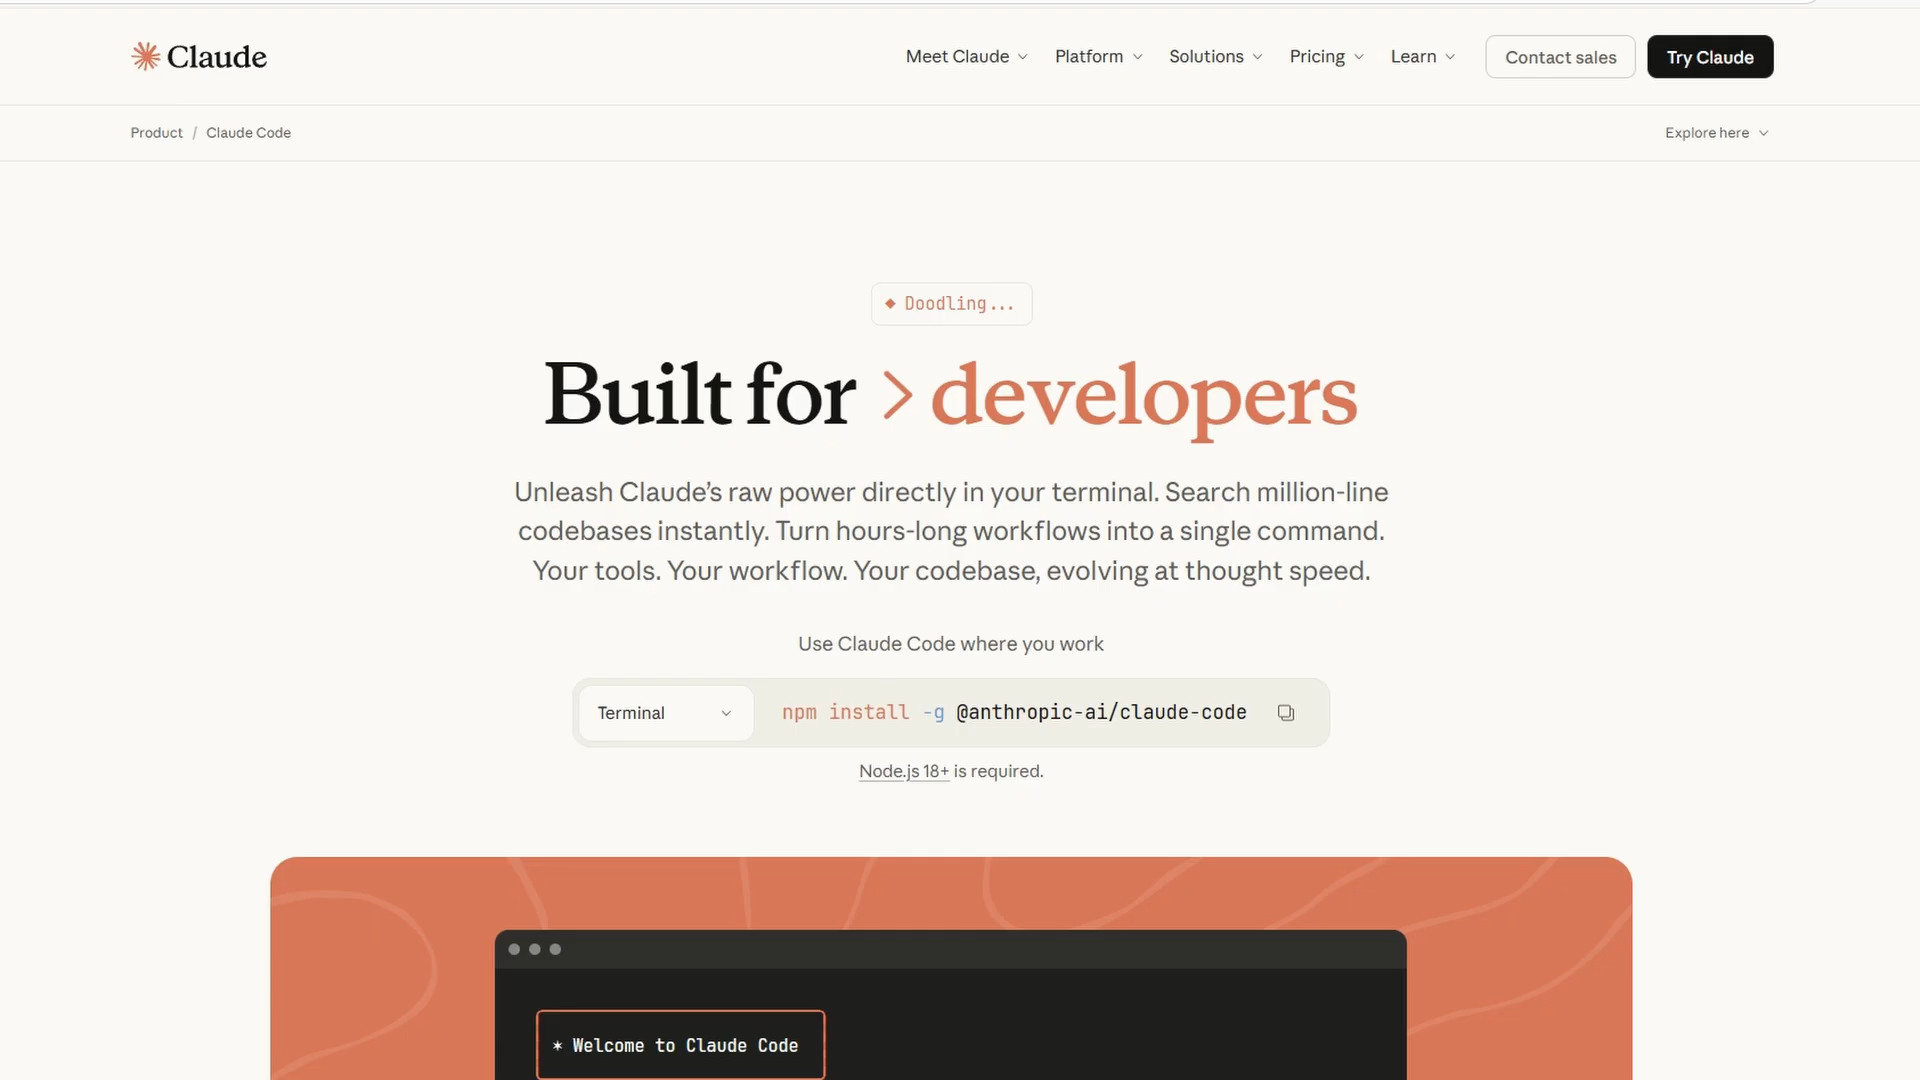 Claude
Meet Claude
Platform
Solutions
Pricing
Learn
Contact sales
Try Claude
Product / Claude Code
Explore here
Doodling...
Built for > developers
Unleash Claude’s raw power directly in your terminal. Search million-line
codebases instantly. Turn hours-long workflows into a single command.
Your tools. Your workflow. Your codebase, evolving at thought speed.
Use Claude Code where you work
Terminal
npm install -g @anthropic-ai/claude-code
Node.js 18+ is required.
* Welcome to Claude Code